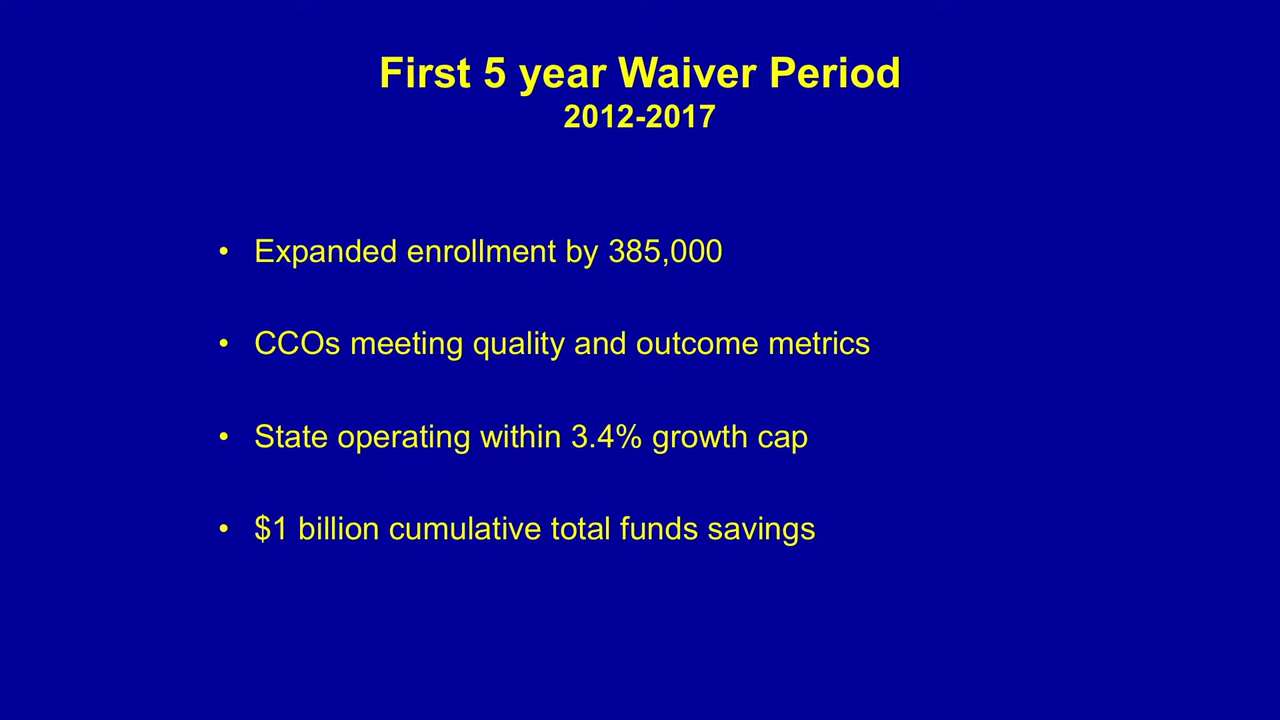 First 5 year Waiver Period
2012-2017
• Expanded enrollment by 385,000
• CCOs meeting quality and outcome metrics
• State operating within 3.4% growth cap
• $1 billion cumulative total funds savings